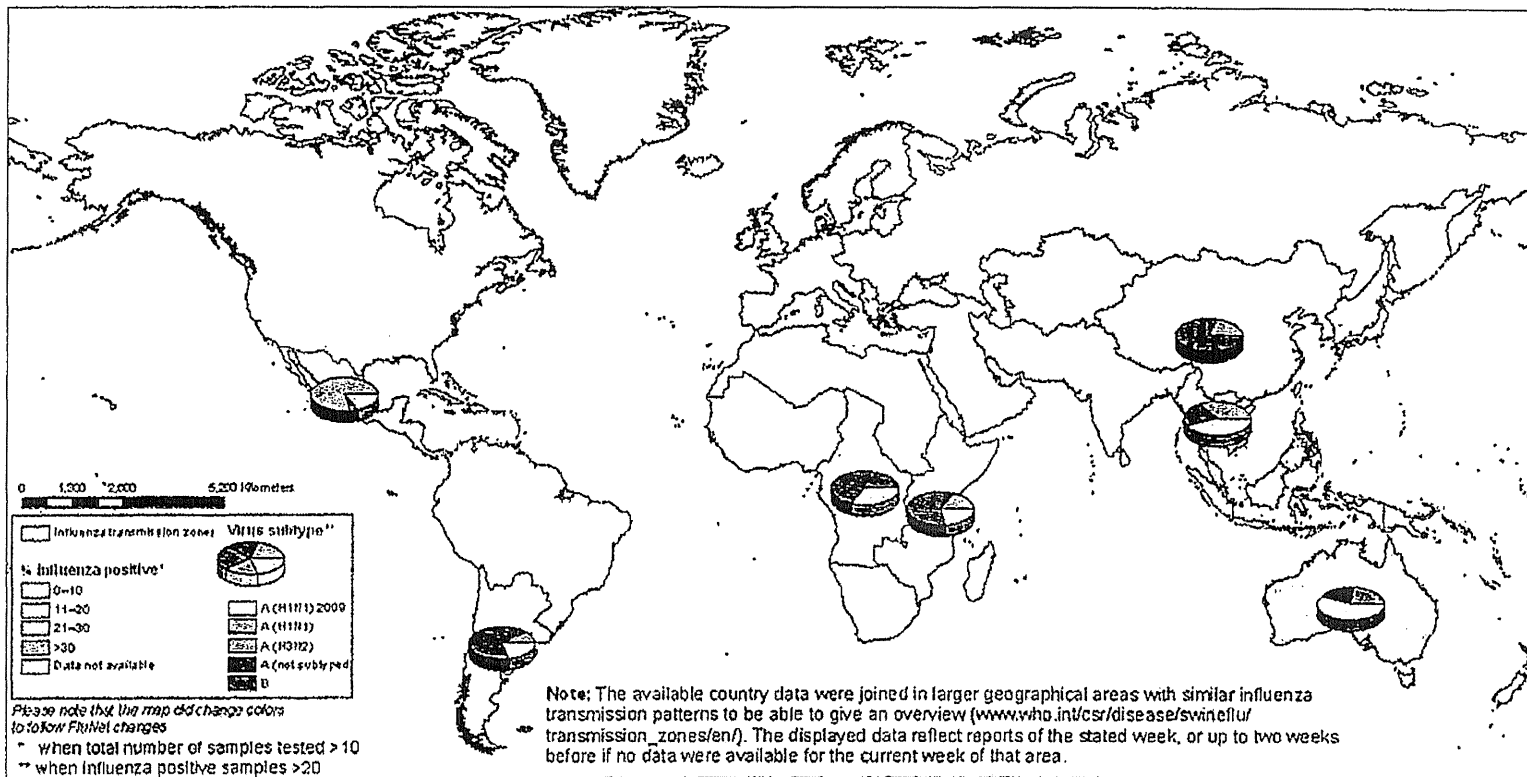 0 1,300 2,000 5,200 Kilometers
Influenza transmission zones
Virus subtype**
% Influenza positive*
0-10
11-20
21-30
>30
Data not available
A (H1N1) 2009
A (H1N1)
A (H3N2)
A (not subtyped)
B
Please note that the map did change colors
to follow FluNet changes
* when total number of samples tested >10
** when influenza positive samples >20
Note: The available country data were joined in larger geographical areas with similar influenza
transmission patterns to be able to give an overview (www.who.int/csr/disease/swineflu/
transmission_zones/en/). The displayed data reflect reports of the stated week, or up to two weeks
before if no data were available for the current week of that area.